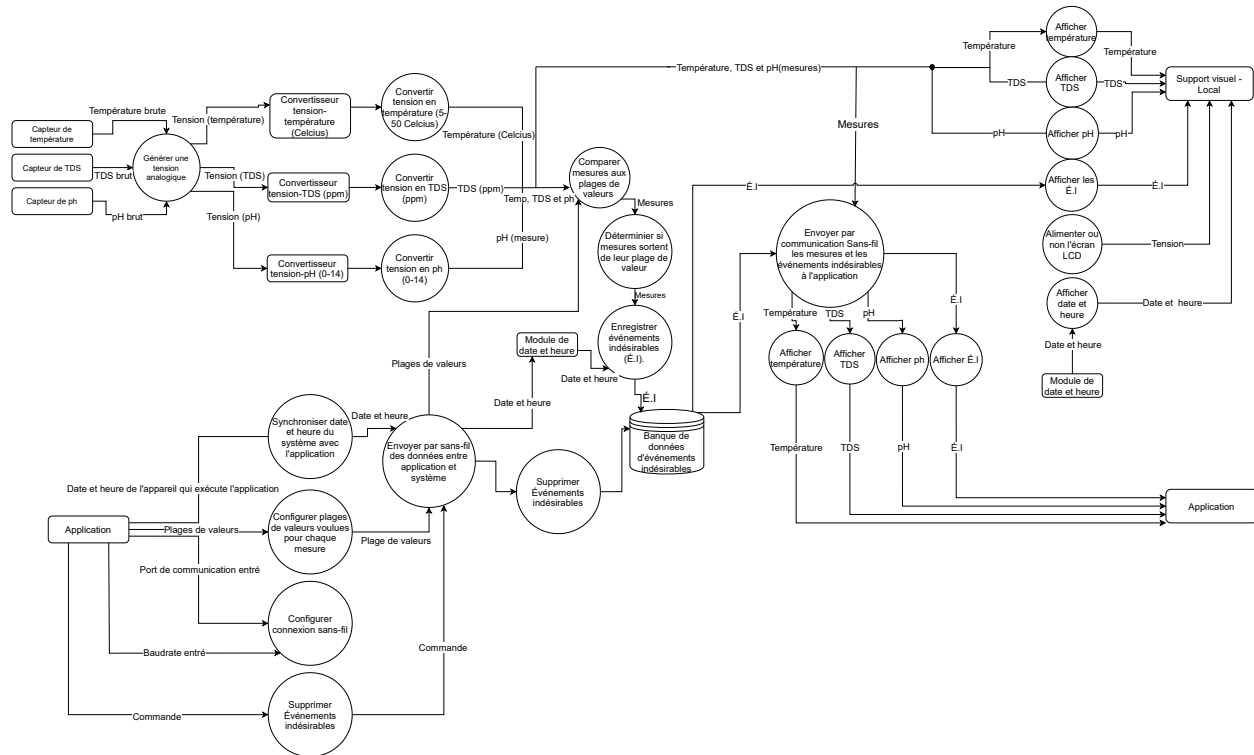 Température brute
Capteur de
température
Capteur de TDS
TDS brut
Capteur de ph
pH brut
Générer une
tension
analogique
Tension (température)
Tension (TDS)
Tension (pH)
Convertisseur
tension-
température
(Celcius)
Convertisseur
tension-TDS (ppm)
Convertisseur
tension-pH (0-14)
Convertir
tension en
température (5-
50 Celcius)
Convertir
tension en TDS
(ppm)
Convertir
tension en ph
(0-14)
Température (Celcius)
TDS (ppm)
Temp, TDS et ph
pH (mesure)
Comparer
mesures aux
plages de
valeurs
Mesures
Déterminier si
mesures sortent
de leur plage de
valeur
Mesures
Enregistrer
événements
indésirables
(É.I).
Module de
date et heure
Date et heure
É.I
Plages de valeurs
Date et heure
Synchroniser date
et heure du
système avec
l'application
Date et heure
Envoyer par sans-fil
des données entre
application et
système
Supprimer
Événements
indésirables
Banque de
données
d'événements
indésirables
Date et heure de l'appareil qui exécute l'application
Application
Plages de valeurs
Configurer plages
de valeurs voulues
pour chaque
mesure
Plage de valeurs
Port de communication entré
Configurer
connexion sans-fil
Baudrate entré
Commande
Supprimer
Événements
indésirables
Commande
Température, TDS et pH(mesures)
Mesures
É.I
É.I
Envoyer par
communication Sans-fil
les mesures et les
événements indésirables
à l'application
Température
TDS
pH
É.I
Afficher
température
Afficher
TDS
Afficher ph
Afficher É.I
Température
TDS
pH
É.I
Application
Température
TDS
pH
Afficher
température
Afficher
TDS
Afficher pH
Afficher les
É.I
Alimenter ou
non l'écran
LCD
Afficher
date et
heure
Date et heure
Module de
date et heure
Température
TDS
pH
É.I
Tension
Date et heure
Support visuel -
Local